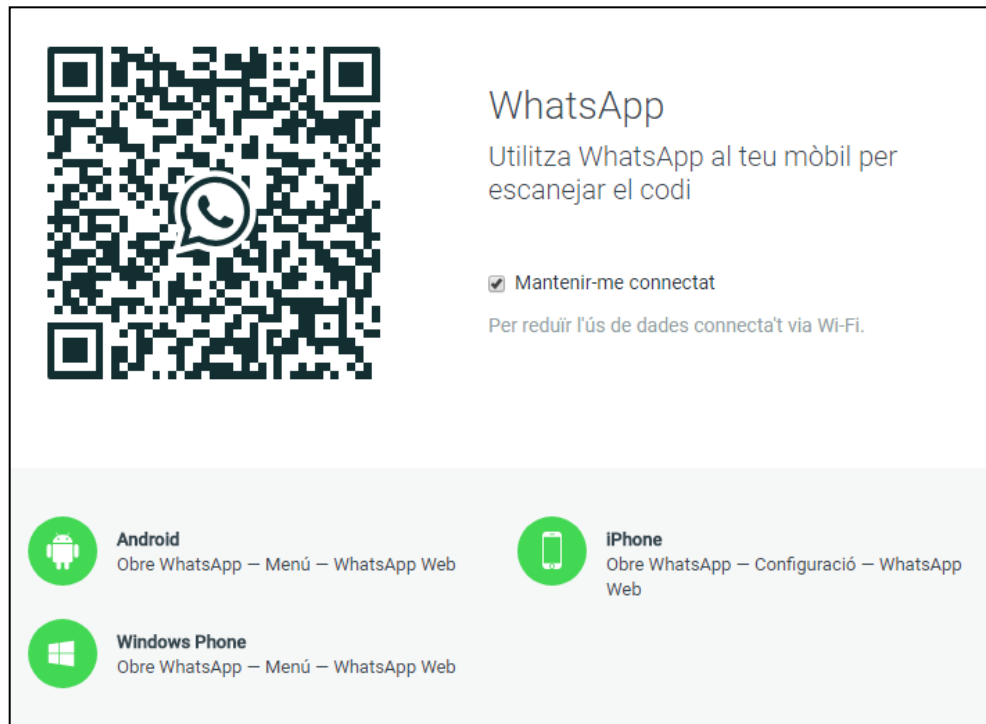 WhatsApp
Utilitza WhatsApp al teu mòbil per
escanejar el codi
Mantenir-me connectat
Per reduïr l'ús de dades connecta't via Wi-Fi.
Android
Obre WhatsApp — Menú — WhatsApp Web
iPhone
Obre WhatsApp — Configuració — WhatsApp
Web
Windows Phone
Obre WhatsApp — Menú — WhatsApp Web